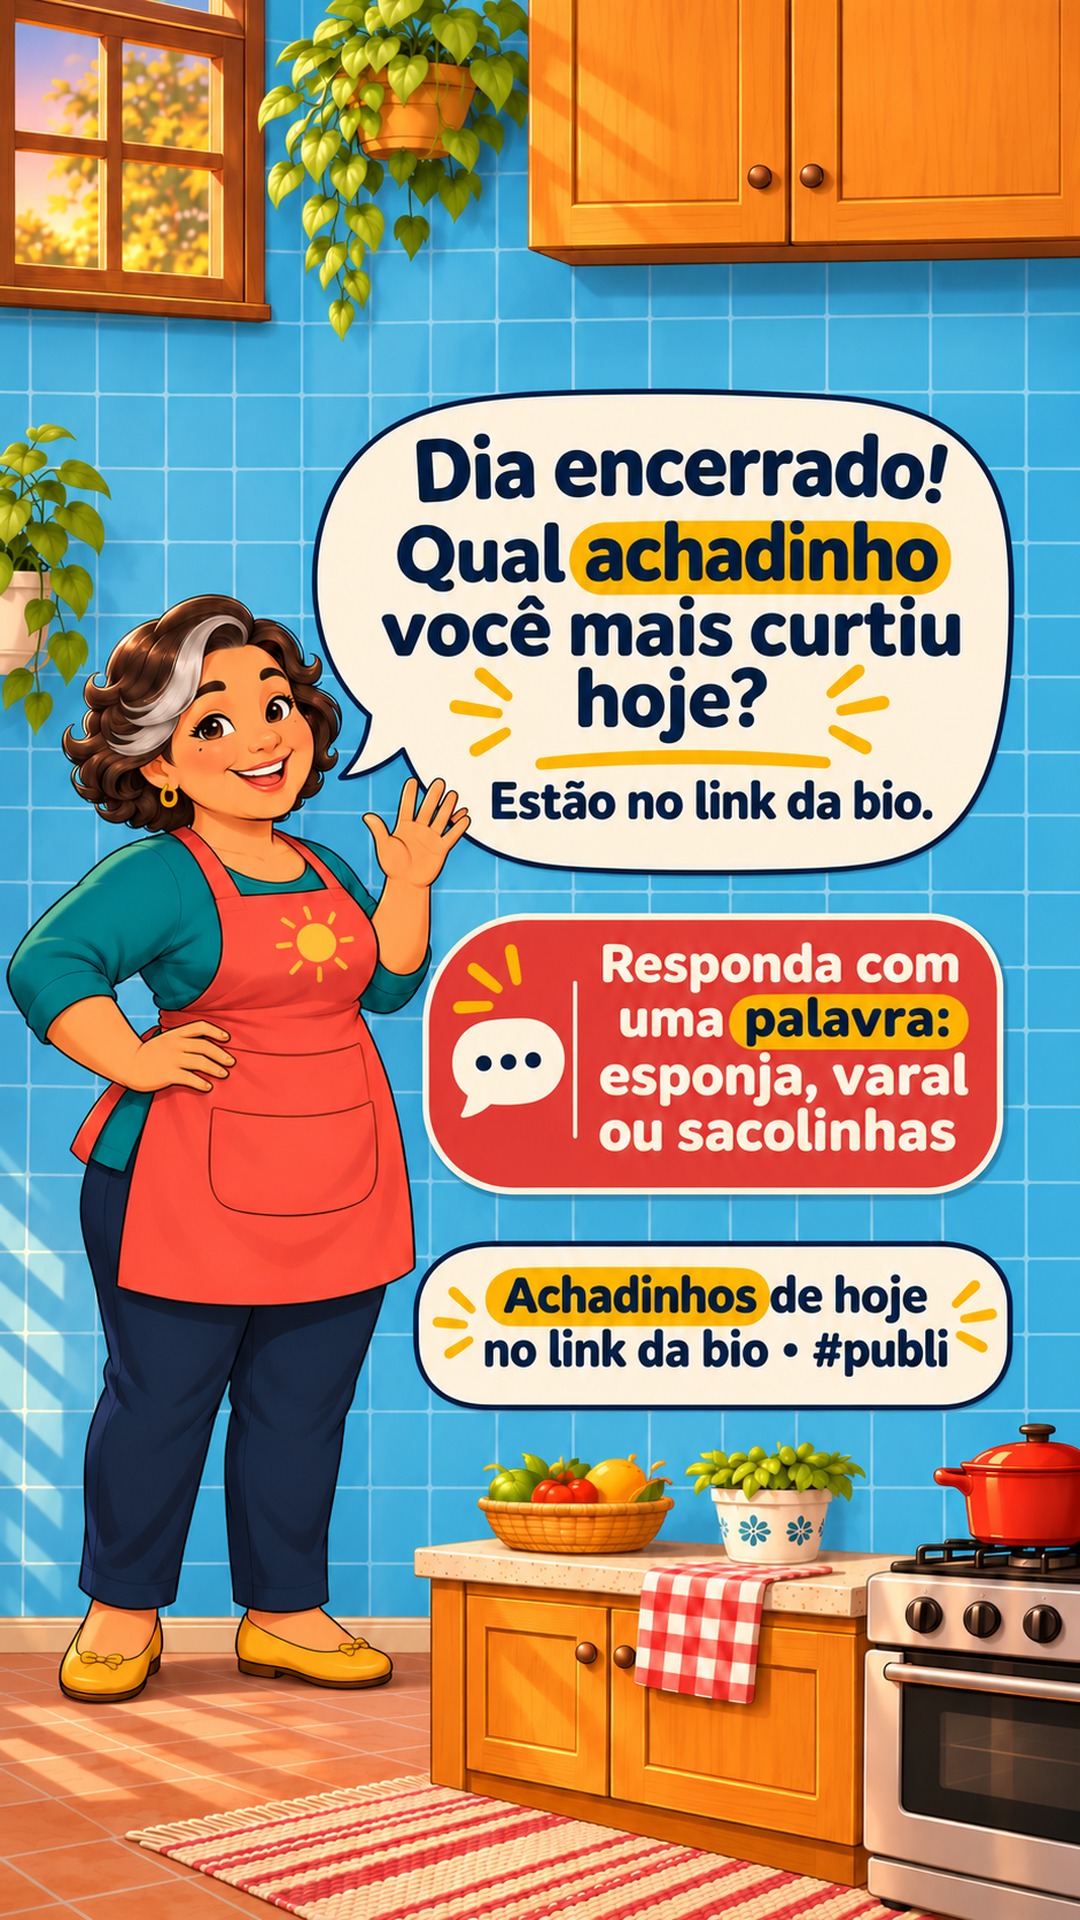 Dia encerrado!
Qual achadinho
você mais curtiu
hoje?
Estão no link da bio.
Responda com
uma palavra:
esponja, varal
ou sacolinhas
Achadinhos de hoje
no link da bio • #publi